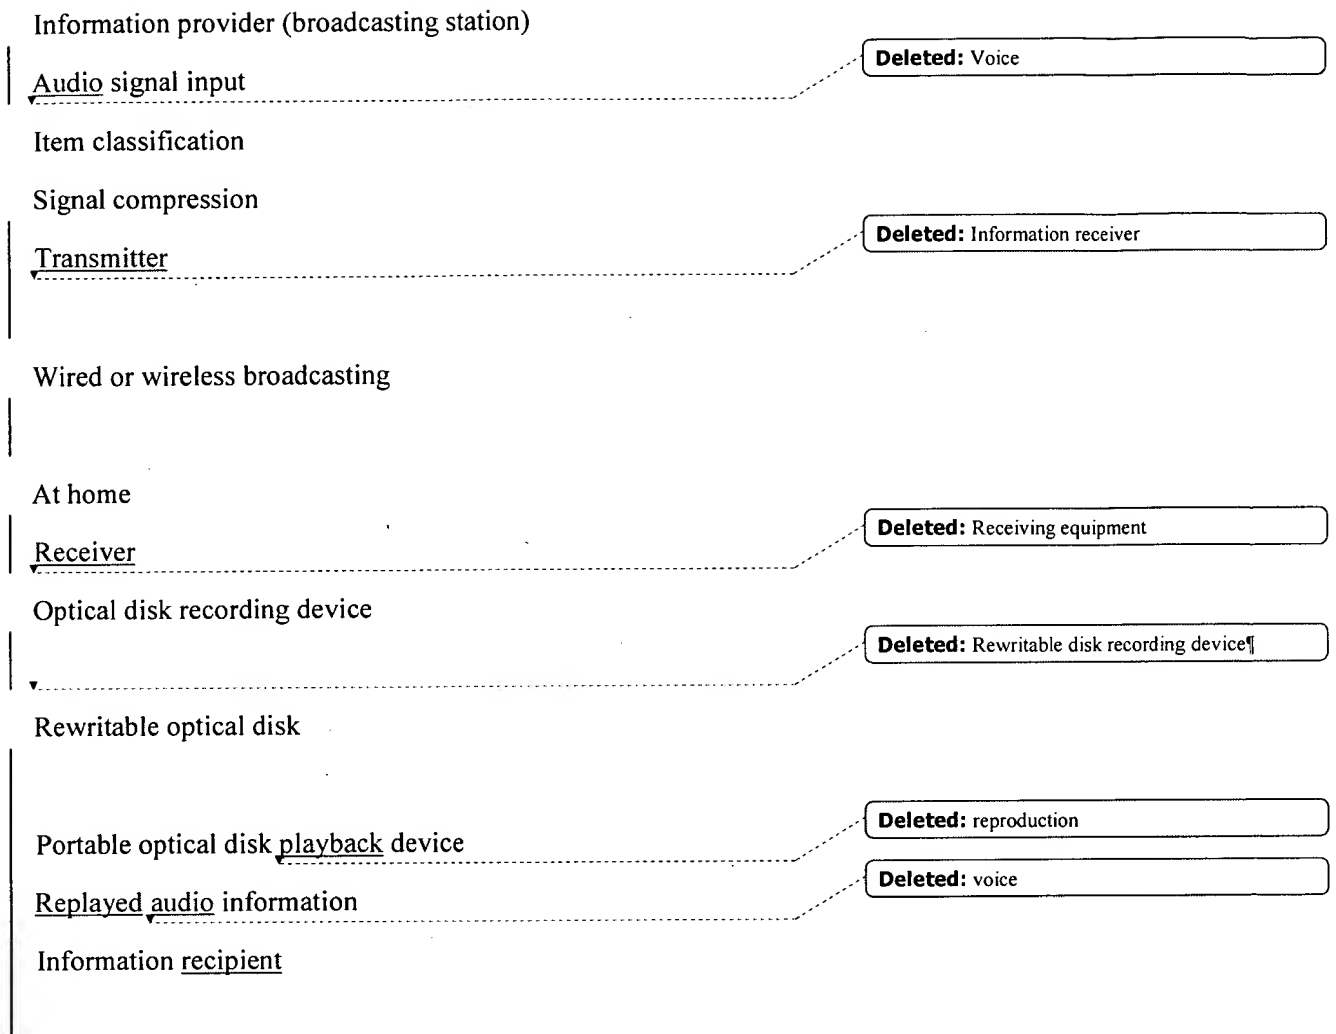 Information provider (broadcasting station)
Deleted: Voice
Audio signal input
Item classification
Signal compression
Deleted: Information receiver
Transmitter
Wired or wireless broadcasting
At home
Deleted: Receiving equipment
Receiver
Optical disk recording device
Deleted: Rewritable disk recording device¶
Rewritable optical disk
Deleted: reproduction
Portable optical disk playback device
Deleted: voice
Replayed audio information
Information recipient